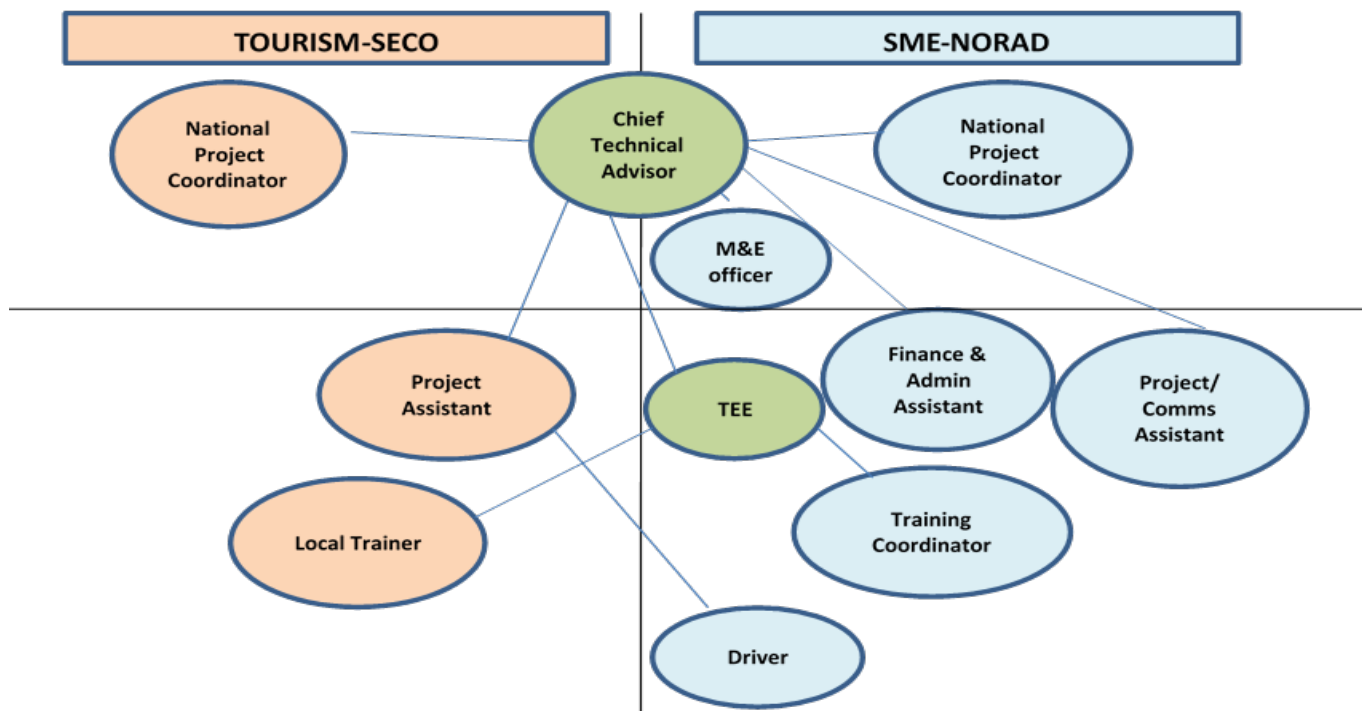 TOURISM-SECO
SME-NORAD
National
Project
Coordinator
Chief
Technical
Advisor
National
Project
Coordinator
M&E
officer
Project
Assistant
TEE
Finance &
Admin
Assistant
Project/
Comms
Assistant
Local Trainer
Training
Coordinator
Driver